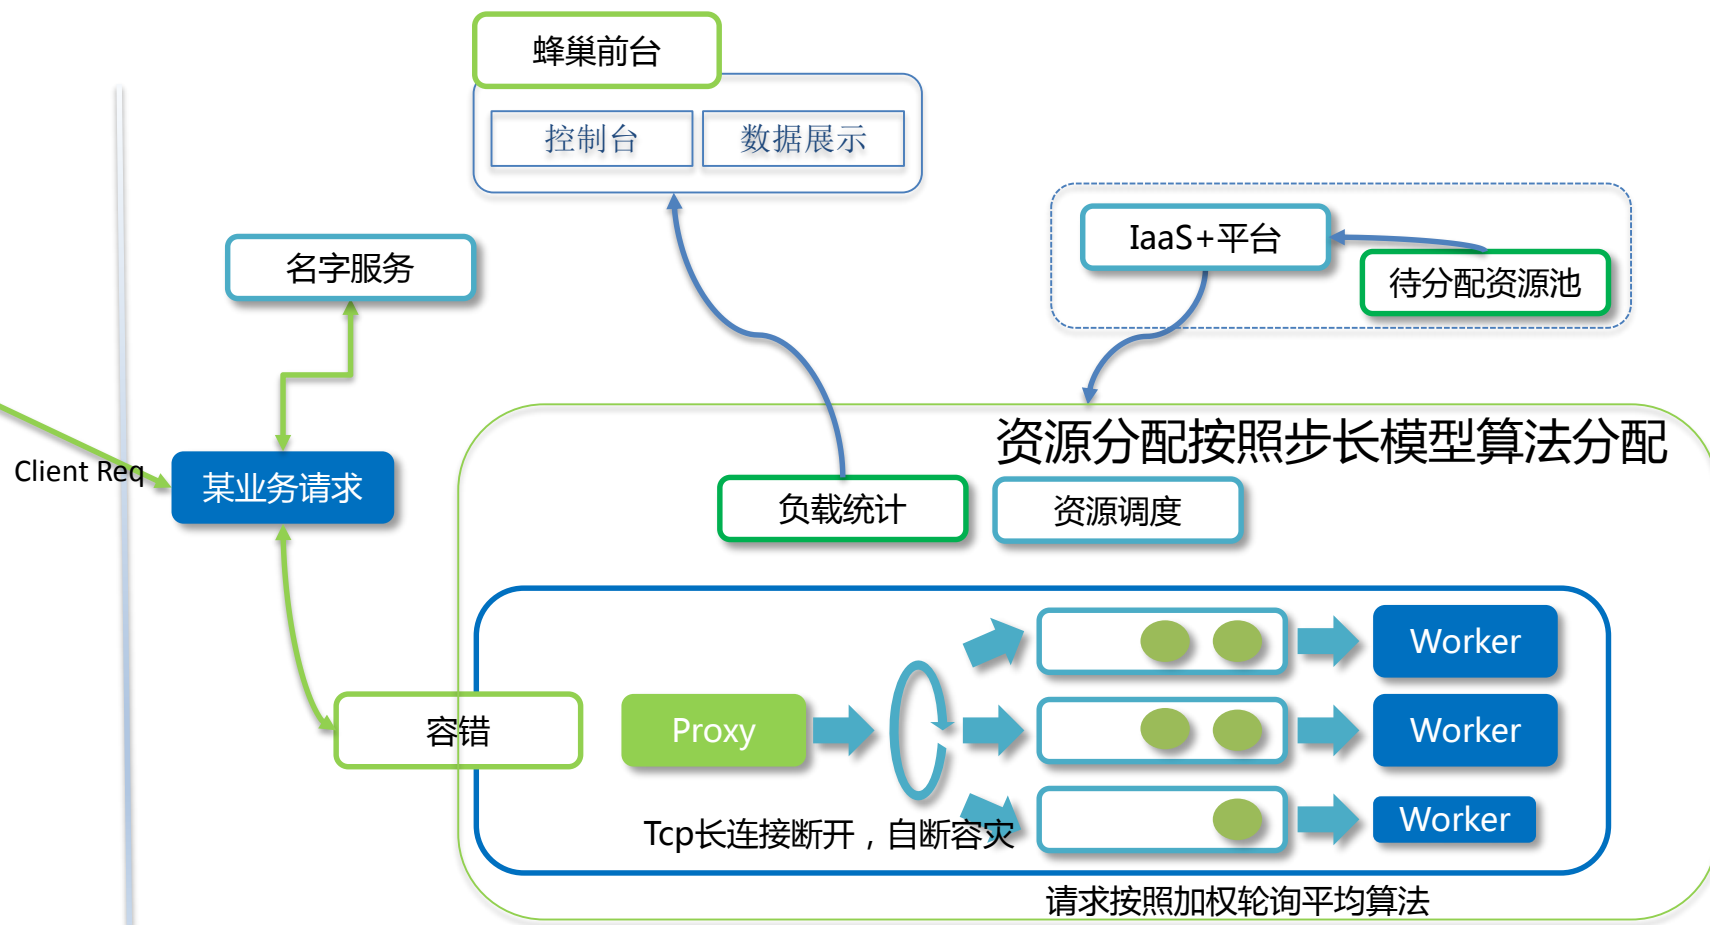 蜂巢前台
控制台
数据展示
IaaS+平台
待分配资源池
名字服务
资源分配按照步长模型算法分配
Client Req
某业务请求
负载统计
资源调度
Worker
容错
Proxy
Worker
Tcp长连接断开，自断容灾
Worker
请求按照加权轮询平均算法